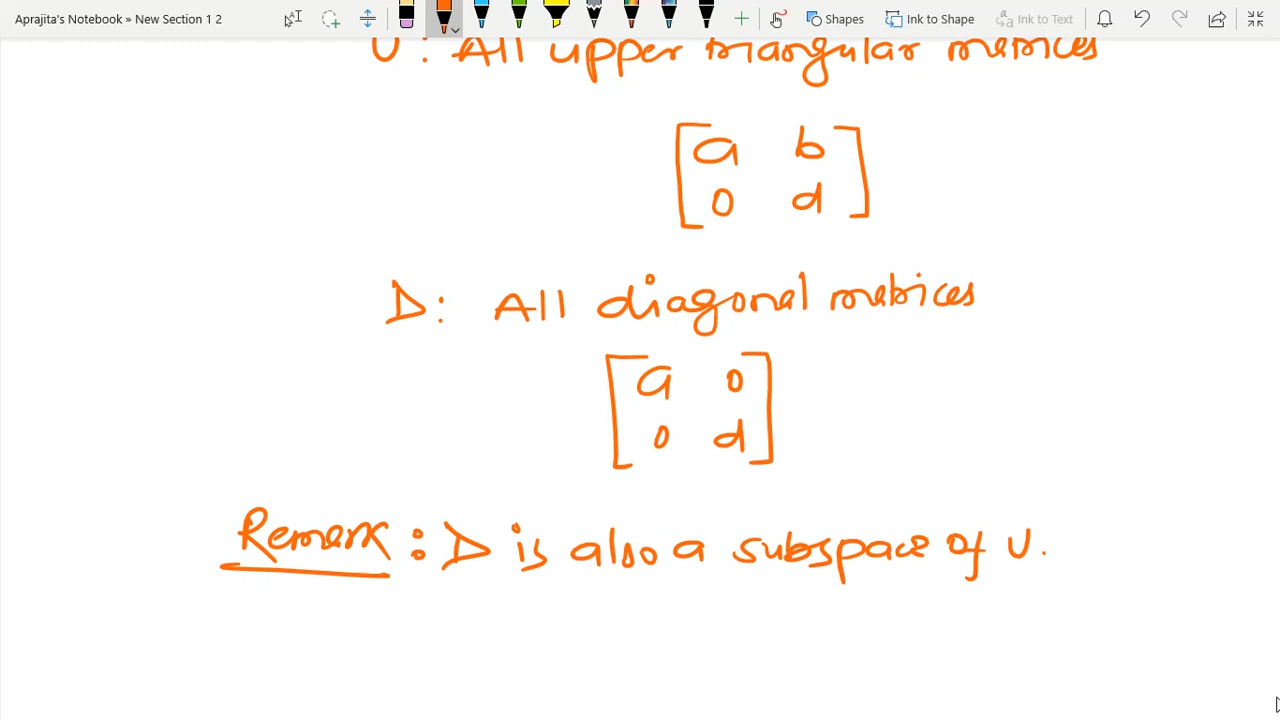 Aprajita's Notebook » New Section 1 2
Shapes
Ink to Shape
Ink to Text
U: All upper triangular matrices
a b
0 d
D: All diagonal matrices
a 0
0 d
Remark: D is also a subspace of U.